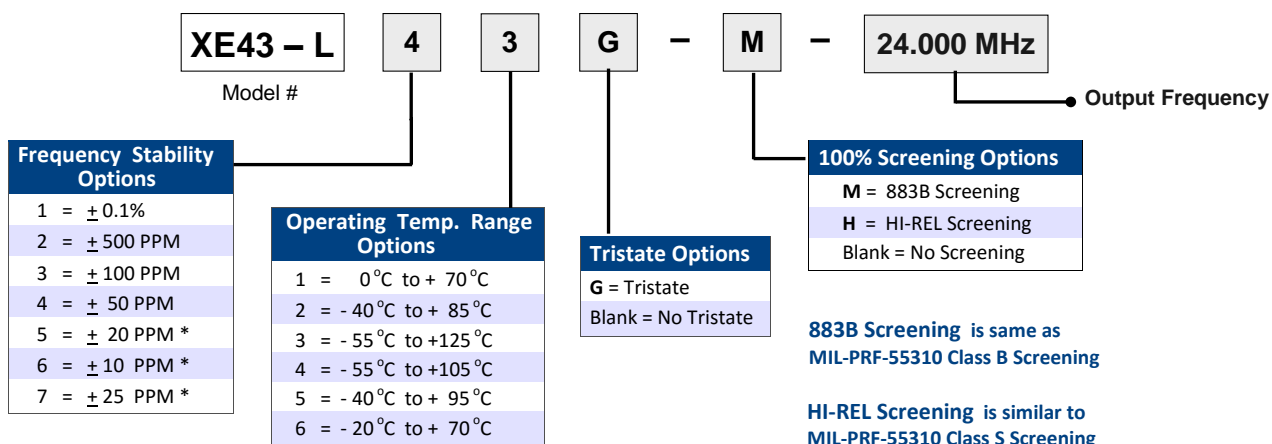 XE43 – L 4 3 G – M – 24.000 MHz
Model #
Output Frequency
Frequency Stability
Options
1 = ± 0.1%
2 = ± 500 PPM
3 = ± 100 PPM
4 = ± 50 PPM
5 = ± 20 PPM *
6 = ± 10 PPM *
7 = ± 25 PPM *
Operating Temp. Range
Options
1 = 0°C to + 70°C
2 = - 40°C to + 85°C
3 = - 55°C to +125°C
4 = - 55°C to +105°C
5 = - 40°C to + 95°C
6 = - 20°C to + 70°C
Tristate Options
G = Tristate
Blank = No Tristate
100% Screening Options
M = 883B Screening
H = HI-REL Screening
Blank = No Screening
883B Screening is same as
MIL-PRF-55310 Class B Screening
HI-REL Screening is similar to
MIL-PRF-55310 Class S Screening